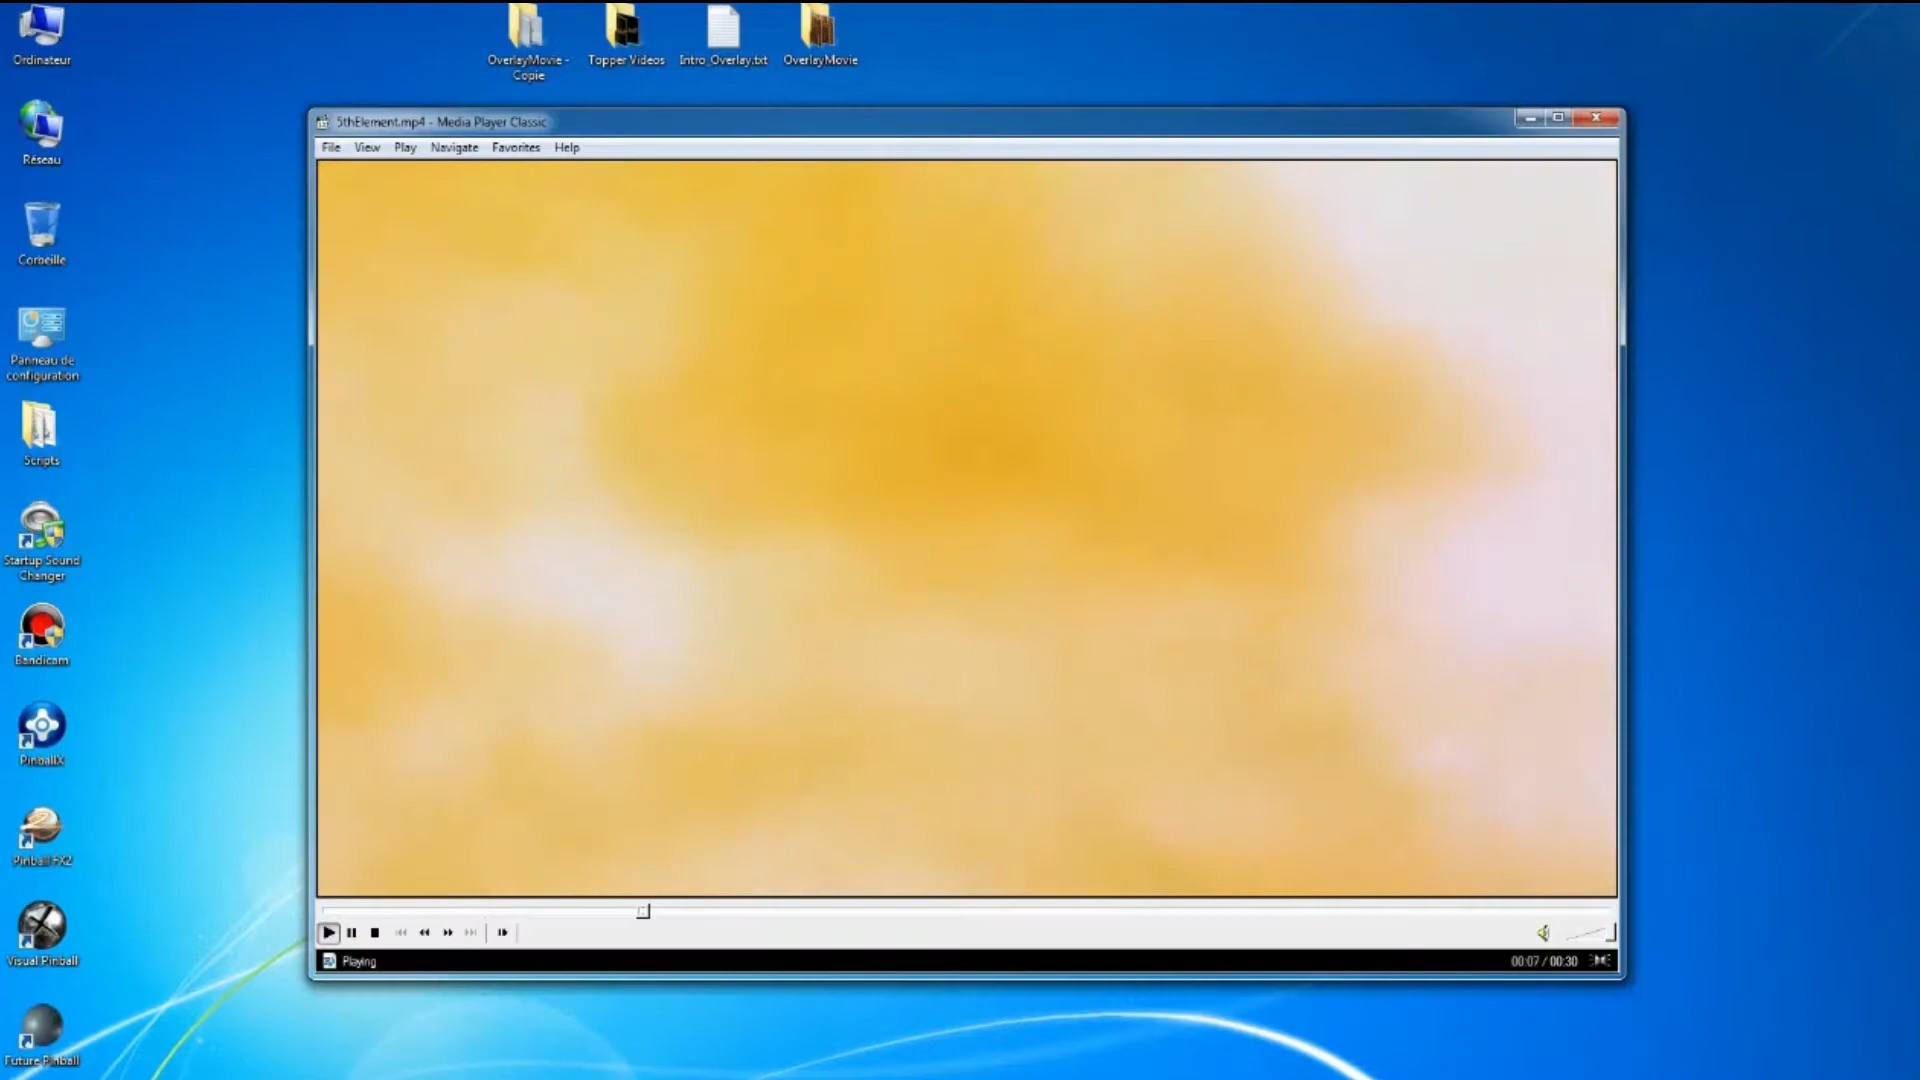 Ordinateur
OverlayMovie -
Copie
Topper Videos
Intro_Overlay.txt
OverlayMovie
Réseau
Corbeille
Panneau de
configuration
Scripts
Startup Sound
Changer
Bandicam
PinballX
Pinball FX2
Visual Pinball
Future Pinball
5thElement.mp4 - Media Player Classic
File View Play Navigate Favorites Help
Playing
00:07 / 00:30